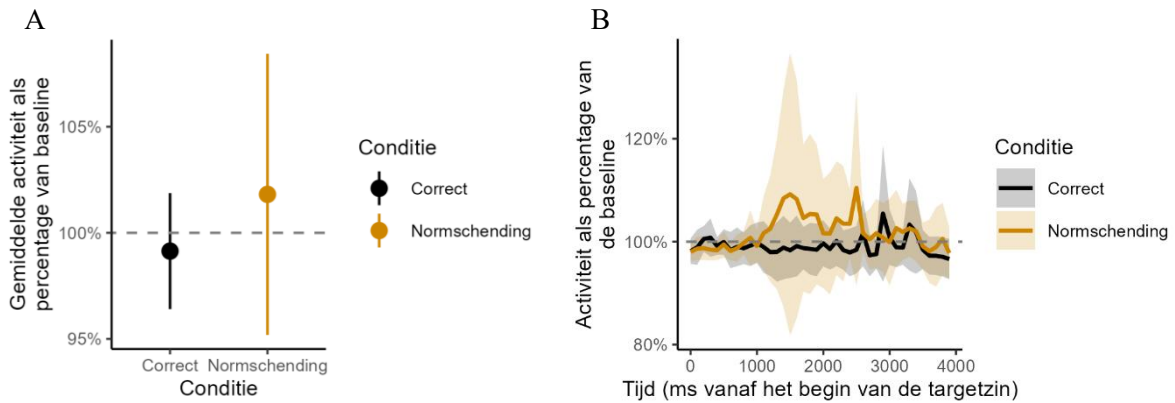 A
Gemiddelde activiteit als
percentage van baseline
105%
100%
95%
Correct Normschending
Conditie
Conditie
Correct
Normschending
B
Activiteit als percentage van
de baseline
120%
100%
80%
0 1000 2000 3000 4000
Tijd (ms vanaf het begin van de targetzin)
Conditie
Correct
Normschending